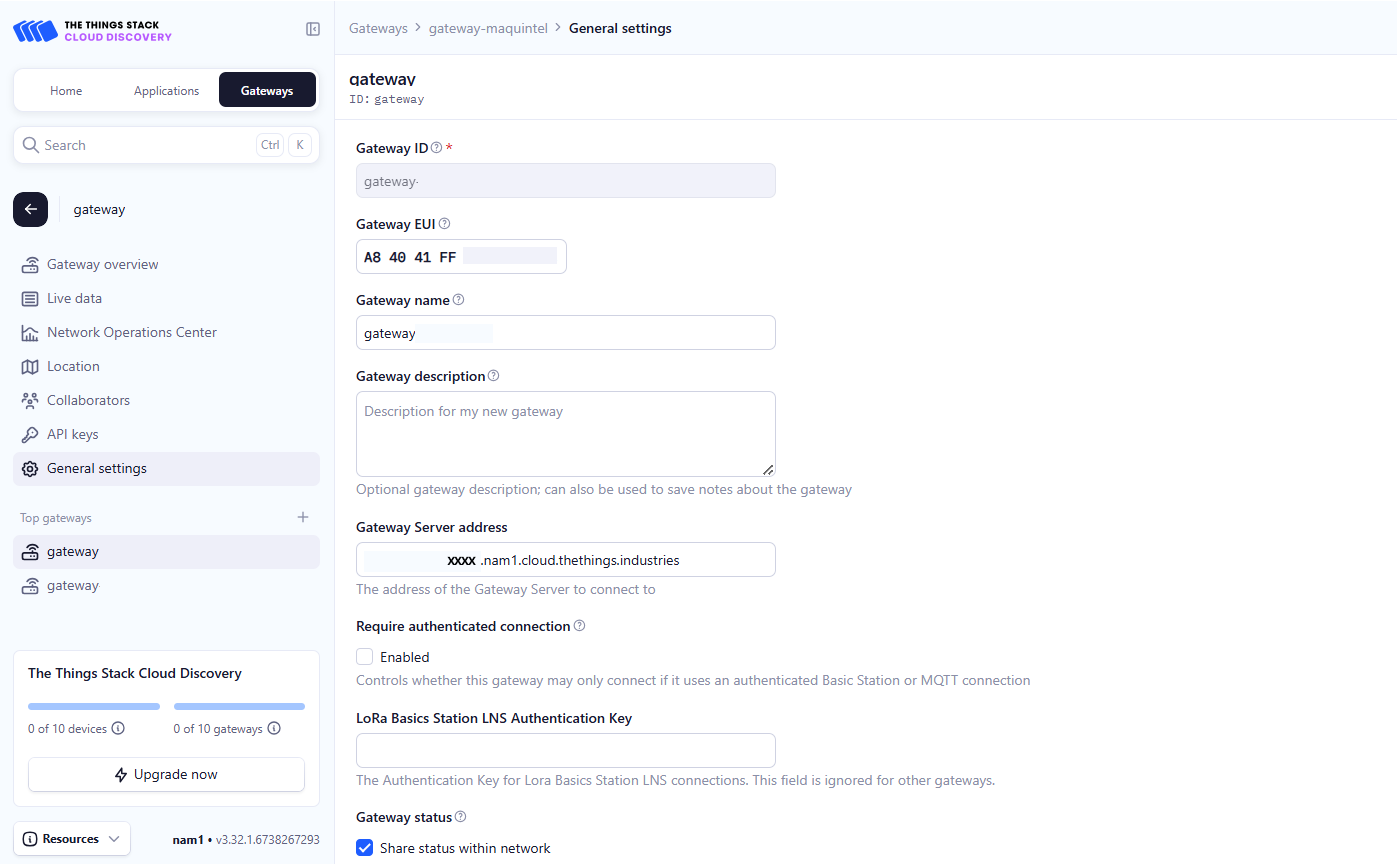 THE THINGS STACK
CLOUD DISCOVERY
Home Applications Gateways
Search Ctrl K
gateway
Gateway overview
Live data
Network Operations Center
Location
Collaborators
API keys
General settings
Top gateways
gateway
gateway
The Things Stack Cloud Discovery
0 of 10 devices 0 of 10 gateways
Upgrade now
Resources nam1 • v3.32.1.6738267293
Gateways > gateway-maquintel > General settings
gateway
ID: gateway
Gateway ID *
gateway-
Gateway EUI
A8 40 41 FF
Gateway name
gateway
Gateway description
Description for my new gateway
Optional gateway description; can also be used to save notes about the gateway
Gateway Server address
XXXX .nam1.cloud.thethings.industries
The address of the Gateway Server to connect to
Require authenticated connection
Enabled
Controls whether this gateway may only connect if it uses an authenticated Basic Station or MQTT connection
LoRa Basics Station LNS Authentication Key
The Authentication Key for Lora Basics Station LNS connections. This field is ignored for other gateways.
Gateway status
Share status within network